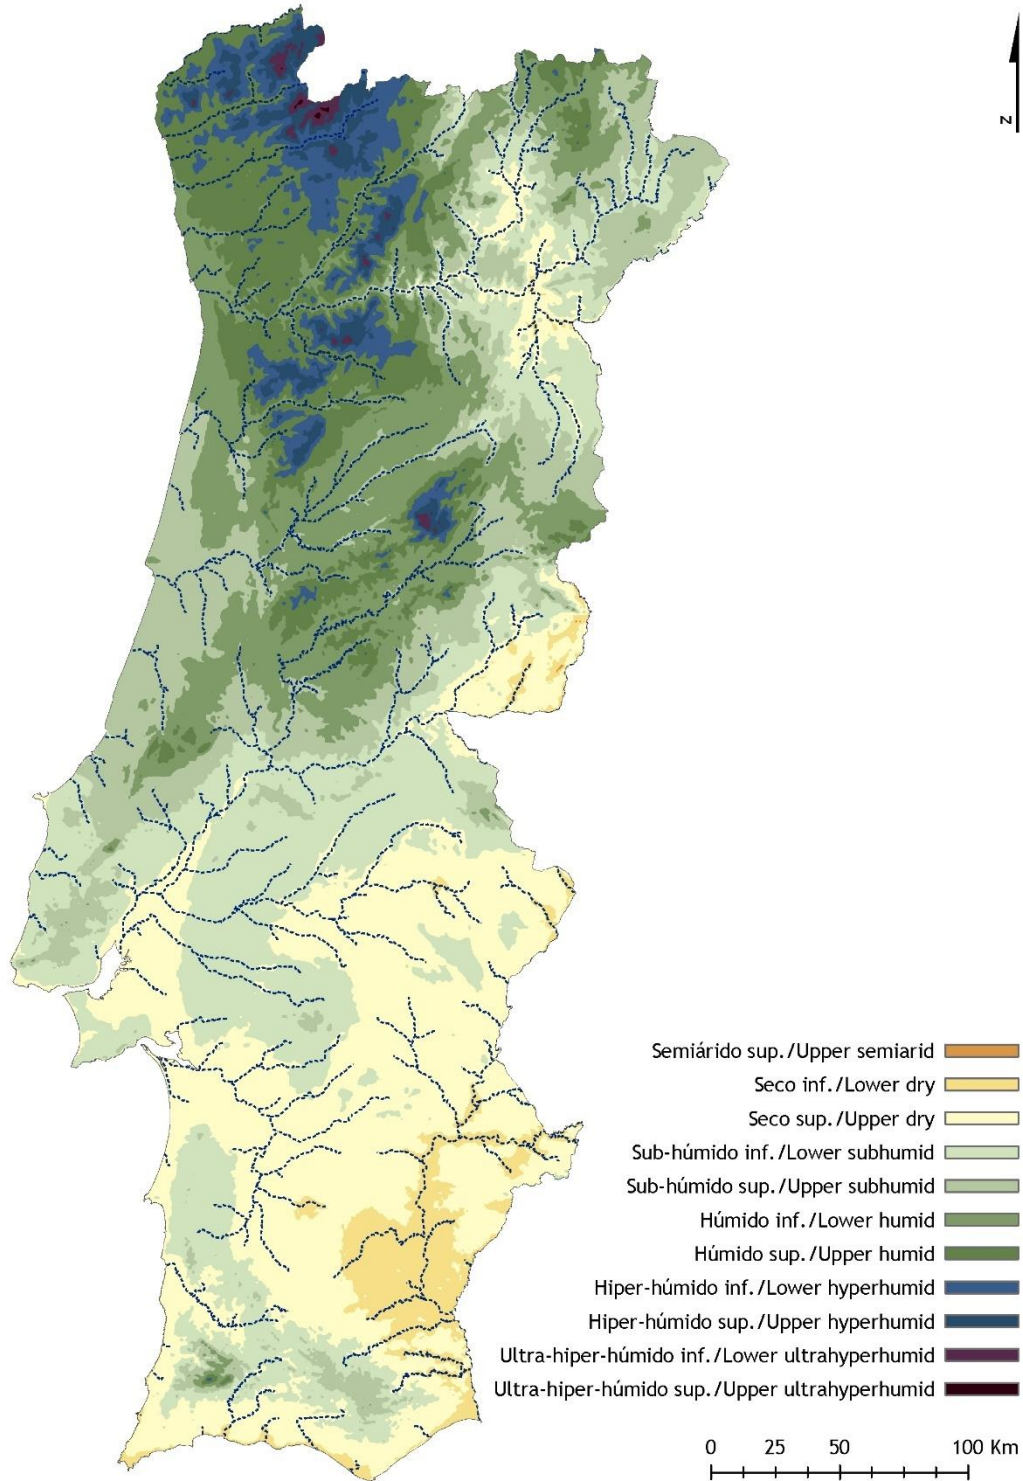 N
Semiárido sup./Upper semiarid
Seco inf./Lower dry
Seco sup./Upper dry
Sub-húmido inf./Lower subhumid
Sub-húmido sup./Upper subhumid
Húmido inf./Lower humid
Húmido sup./Upper humid
Hiper-húmido inf./Lower hyperhumid
Hiper-húmido sup./Upper hyperhumid
Ultra-hiper-húmido inf./Lower ultrahyperhumid
Ultra-hiper-húmido sup./Upper ultrahyperhumid
0 25 50 100 Km